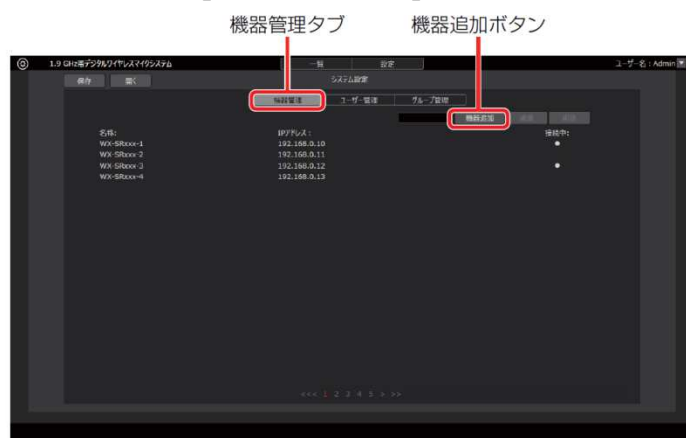 機器管理タブ 機器追加ボタン
1.9 GHz帯デジタルワイヤレスマイクシステム 一覧 設定 ユーザー名 : Admin
保存 開く システム設定
機器管理 ユーザー管理 グループ管理
機器追加
名称: IPアドレス : 接続中:
WX-SRxxx-1 192.168.0.10
WX-SRxxx-2 192.168.0.11
WX-SRxxx-3 192.168.0.12
WX-SRxxx-4 192.168.0.13
<<< 1 2 3 4 5 > >>